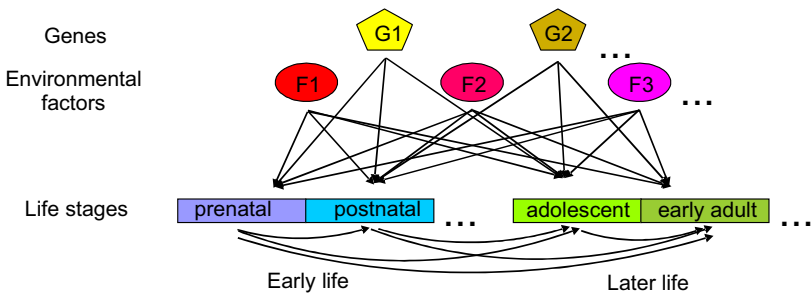 Genes G1 G2 ...
Environmental
factors F1 F2 F3 ...
Life stages prenatal postnatal ... adolescent early adult ...
Early life Later life